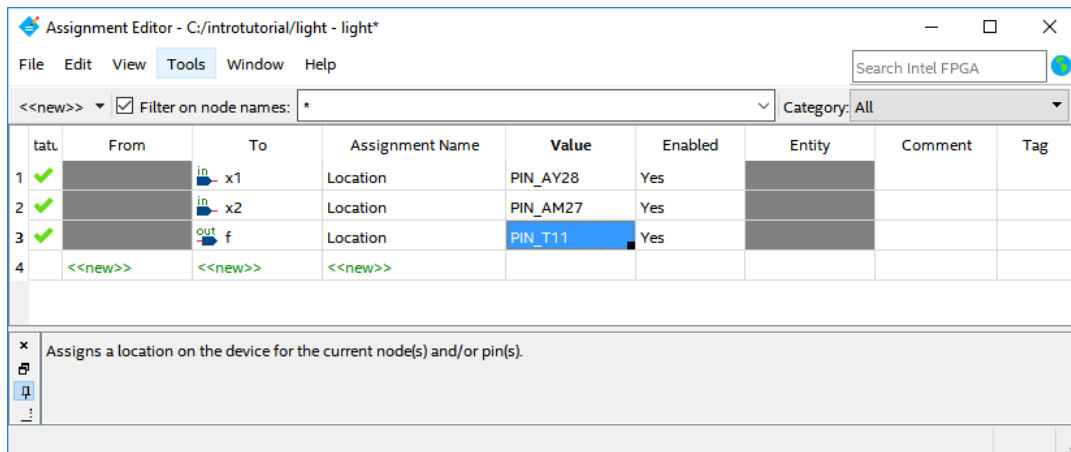 Assignment Editor - C:/introtutorial/light - light*
File Edit View Tools Window Help
Search Intel FPGA
<<new>> Filter on node names: * Category: All
tatu From To Assignment Name Value Enabled Entity Comment Tag
1 in x1 Location PIN_AY28 Yes
2 in x2 Location PIN_AM27 Yes
3 out f Location PIN_T11 Yes
4 <<new>> <<new>> <<new>>
Assigns a location on the device for the current node(s) and/or pin(s).